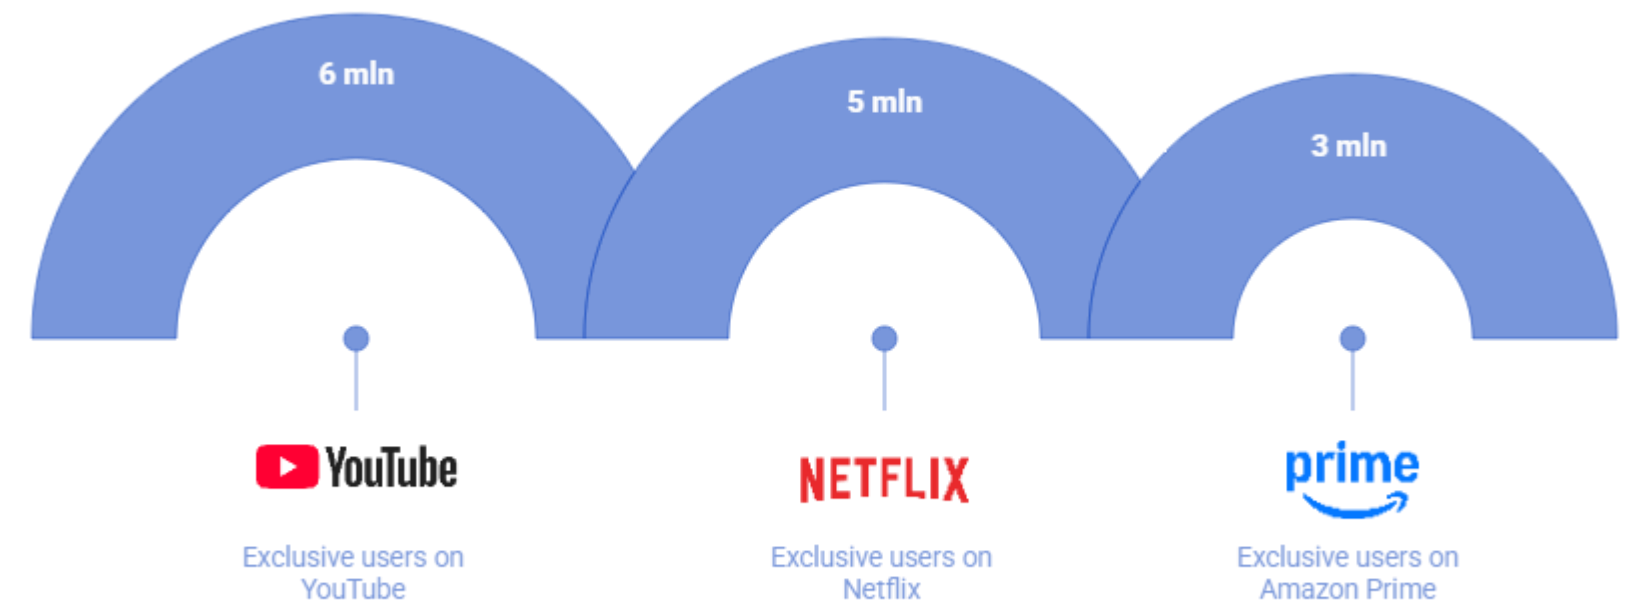 6 mln
5 mln
3 mln
YouTube
NETFLIX
prime
Exclusive users on
YouTube
Exclusive users on
Netflix
Exclusive users on
Amazon Prime